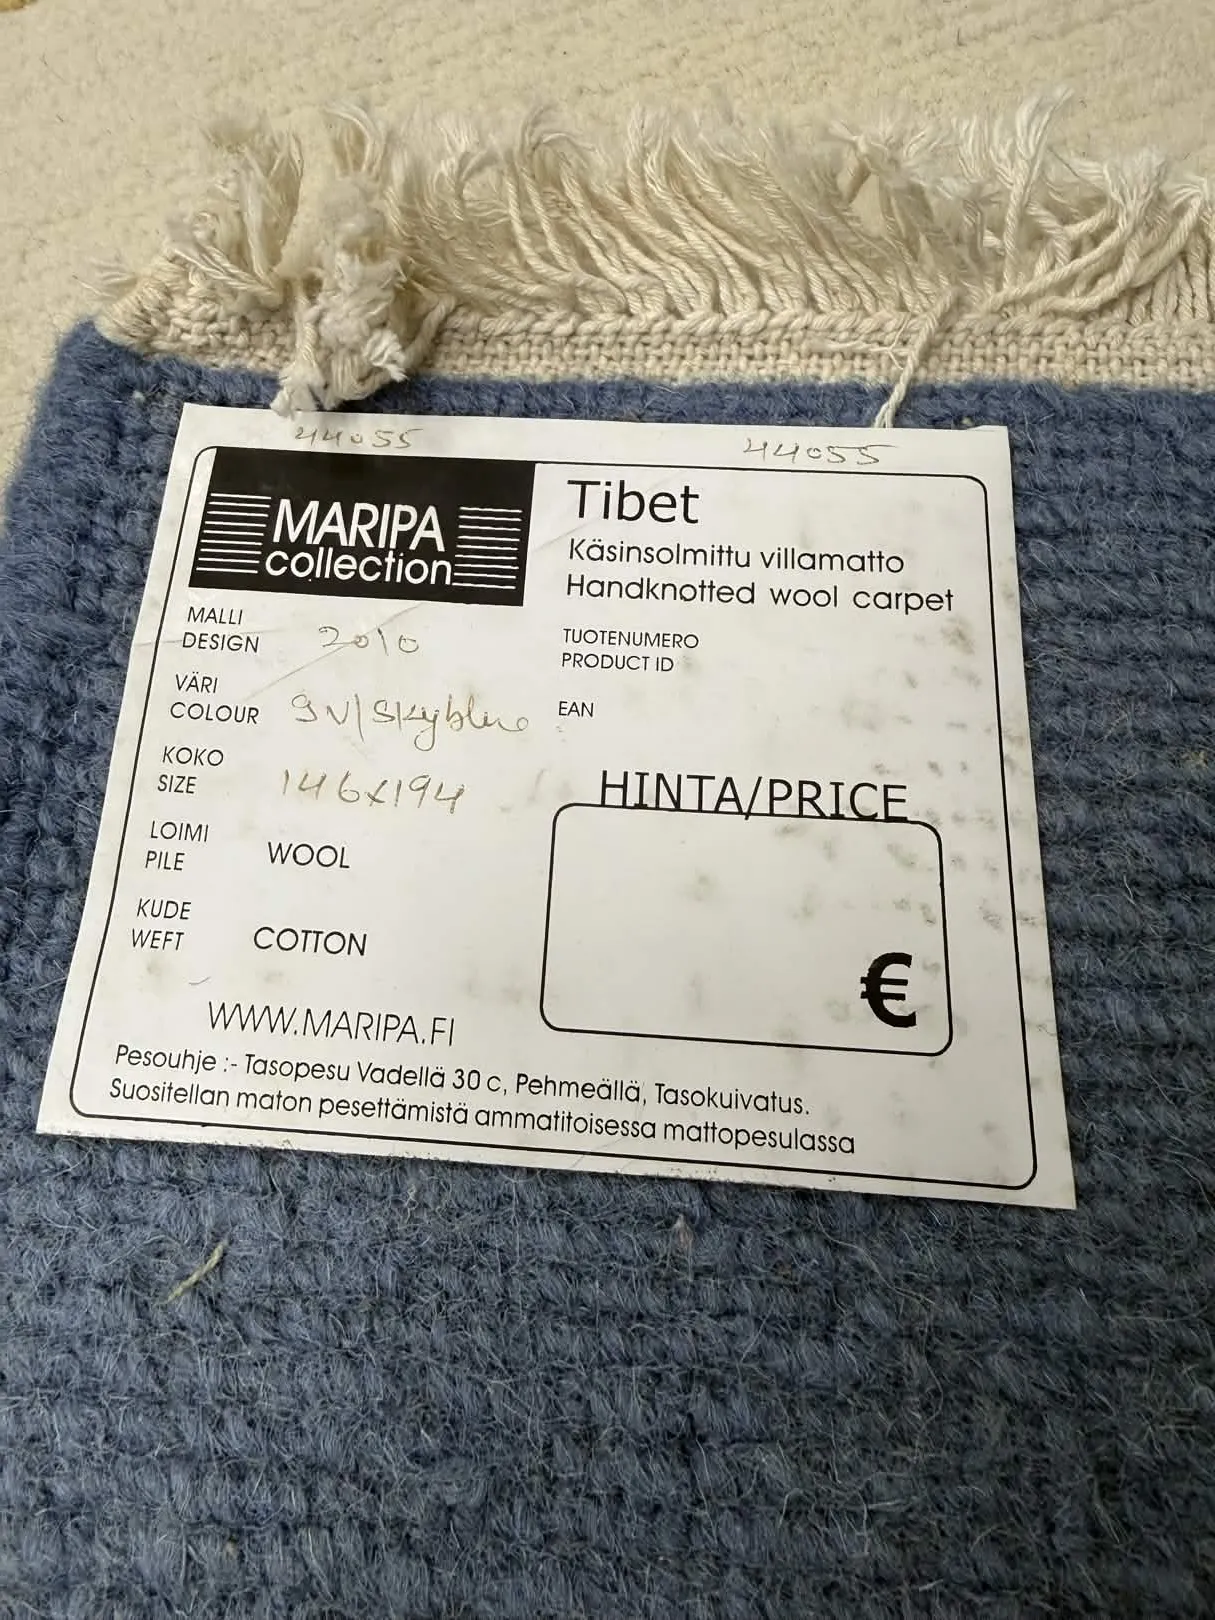 44055
44055
MARIPA
collection
Tibet
Käsinsolmittu villamatto
Handknotted wool carpet
MALLI
DESIGN 2010
TUOTENUMERO
PRODUCT ID
VÄRI
COLOUR SN/Skyblue
EAN
KOKO
SIZE 146x194
HINTA/PRICE
€
LOIMI
PILE WOOL
KUDE
WEFT COTTON
WWW.MARIPA.FI
Pesouhje :- Tasopesu Vadellä 30 c, Pehmeällä, Tasokuivatus.
Suositellan maton pesettämistä ammatitoisessa mattopesulassa